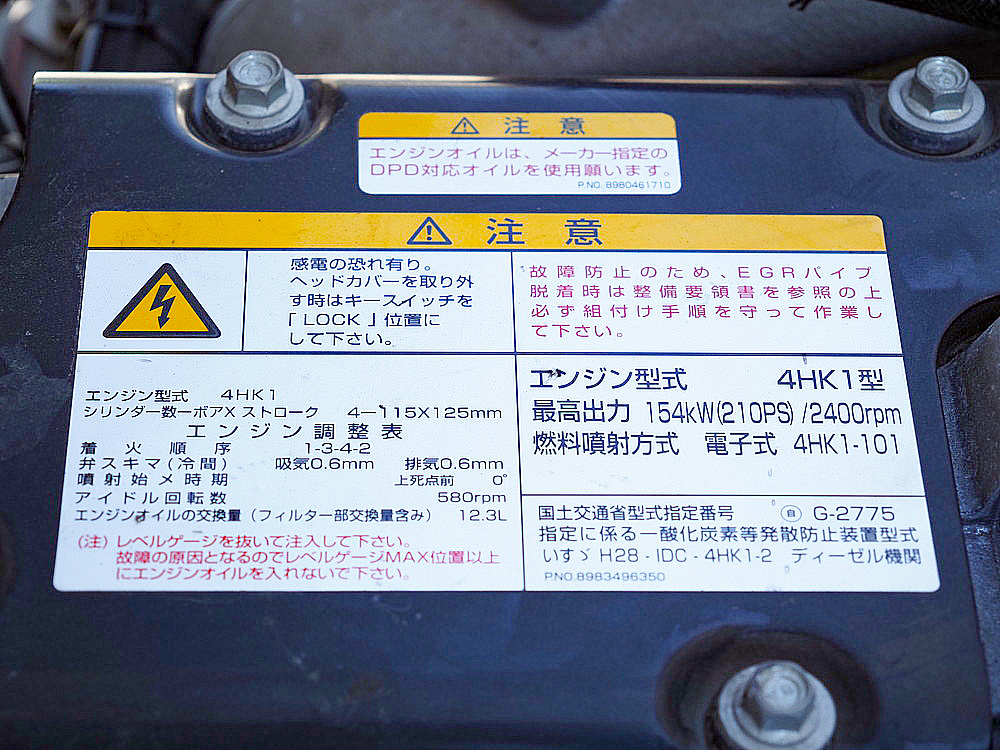 ⚠ 注意
エンジンオイルは、メーカー指定の
DPD対応オイルを使用願います。
P.NO. 8980461710
⚠ 注意
感電の恐れ有り。
ヘッドカバーを取り外
す時はキースイッチを
「LOCK」位置に
して下さい。
故障防止のため、EGRパイプ
脱着時は整備要領書を参照の上
必ず組付け手順を守って作業し
て下さい。
エンジン型式 4HK1
シリンダー数―ボアX ストローク 4―115X125mm
エンジン調整表
着火順序 1-3-4-2
弁スキマ(冷間) 吸気0.6mm 排気0.6mm
噴射始メ時期 上死点前 0°
アイドル回転数 580rpm
エンジンオイルの交換量(フィルター部交換量含み) 12.3L
(注) レベルゲージを抜いて注入して下さい。
故障の原因となるのでレベルゲージMAX位置以上
にエンジンオイルを入れないで下さい。
エンジン型式 4HK1型
最高出力 154kW(210PS)/2400rpm
燃料噴射方式 電子式 4HK1-101
国土交通省型式指定番号 自 G-2775
指定に係る一酸化炭素等発散防止装置型式
いすゞ H28-IDC-4HK1-2 ディーゼル機関
P.NO.8983496350